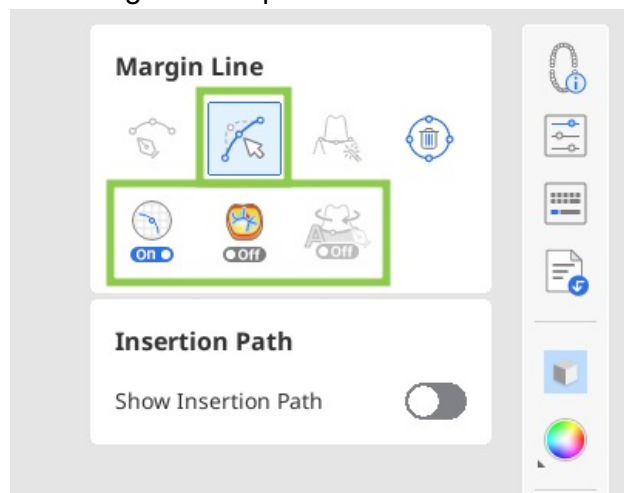 Margin Line
On
Off
Off
Insertion Path
Show Insertion Path